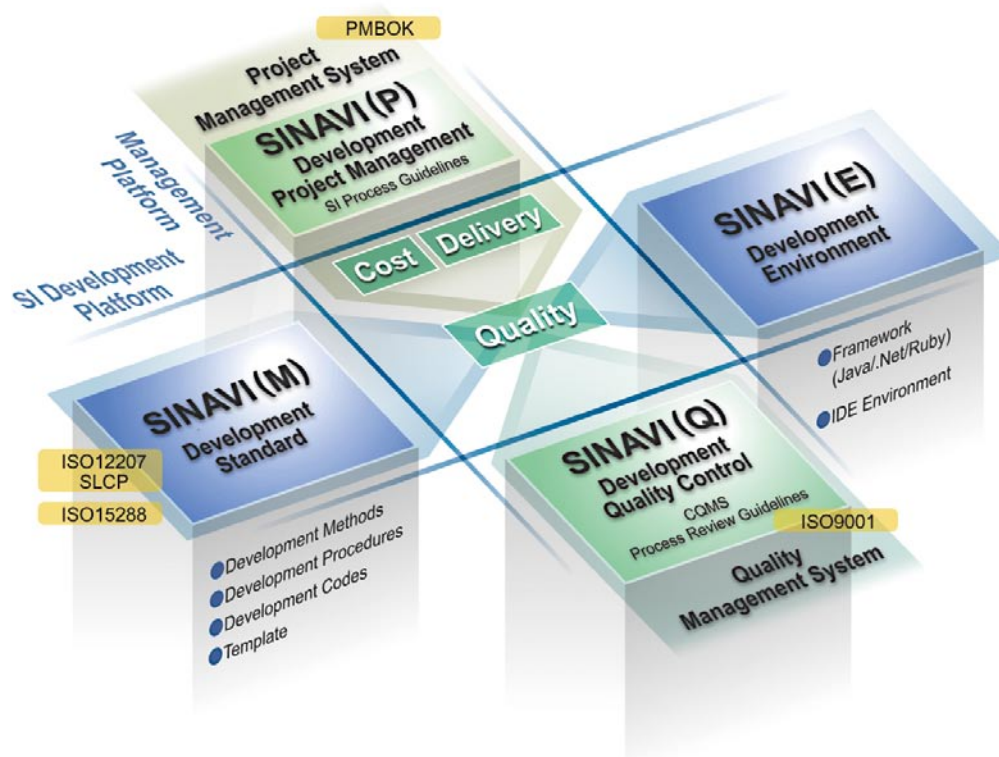 PMBOK
Project
Management System
SINAVI(P)
Development
Project Management
SI Process Guidelines
Management
Platform
SI Development
Platform
Cost
Delivery
Quality
SINAVI(E)
Development
Environment
Framework
(Java/.Net/Ruby)
IDE Environment
SINAVI(M)
Development
Standard
ISO12207
SLCP
ISO15288
Development Methods
Development Procedures
Development Codes
Template
SINAVI(Q)
Development
Quality Control
CQMS
Process Review Guidelines
ISO9001
Quality
Management System